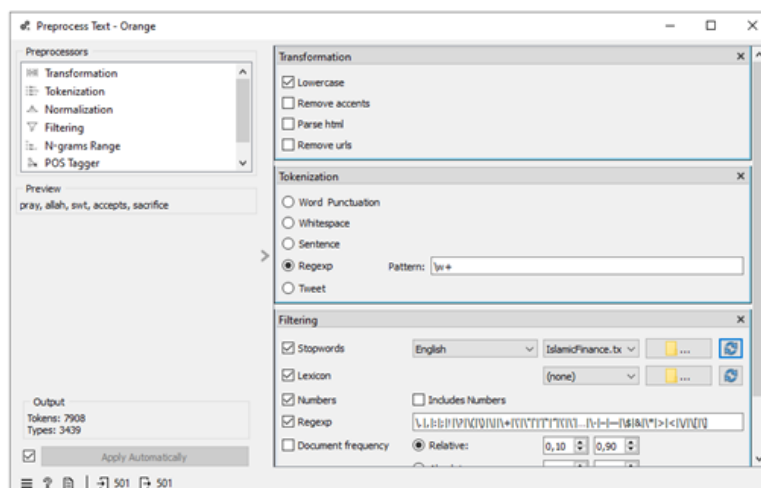 Preprocess Text - Orange
Preprocessors
Transformation
Tokenization
Normalization
Filtering
N-grams Range
POS Tagger
Preview
pray, allah, swt, accepts, sacrifice
Output
Tokens: 7908
Types: 3439
Apply Automatically
501 501
Transformation
Lowercase
Remove accents
Parse html
Remove urls
Tokenization
Word Punctuation
Whitespace
Sentence
Regexp Pattern: \w+
Tweet
Filtering
Stopwords English IslamicFinance.tx ...
Lexicon (none) ...
Numbers Includes Numbers
Regexp
Document frequency Relative: 0,10 0,90